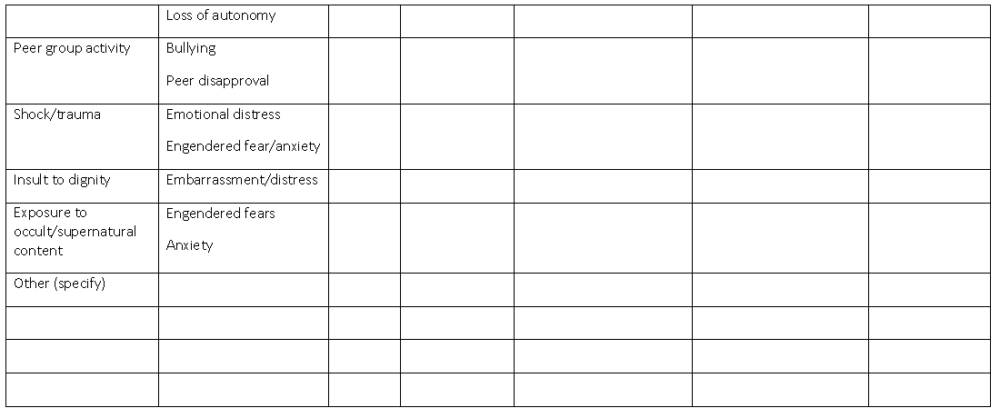 Loss of autonomy
Peer group activity
Bullying
Peer disapproval
Shock/trauma
Emotional distress
Engendered fear/anxiety
Insult to dignity
Embarrassment/distress
Exposure to
occult/supernatural
content
Engendered fears
Anxiety
Other (specify)